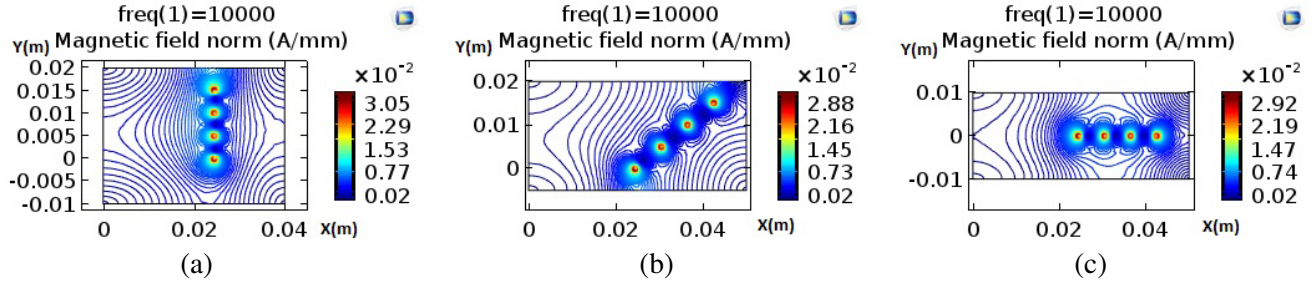 freq(1)=10000
Y(m) Magnetic field norm (A/mm)
×10⁻²
0.02
0.015
0.01
0.005
0
-0.005
-0.01
3.05
2.29
1.53
0.77
0.02
0 0.02 0.04 X(m)
(a)
freq(1)=10000
Y(m) Magnetic field norm (A/mm)
×10⁻²
0.02
0.01
0
2.88
2.16
1.45
0.73
0.02
0 0.02 0.04 X(m)
(b)
freq(1)=10000
Y(m) Magnetic field norm (A/mm)
×10⁻²
0.01
0
-0.01
2.92
2.19
1.47
0.74
0.02
0 0.02 0.04 X(m)
(c)